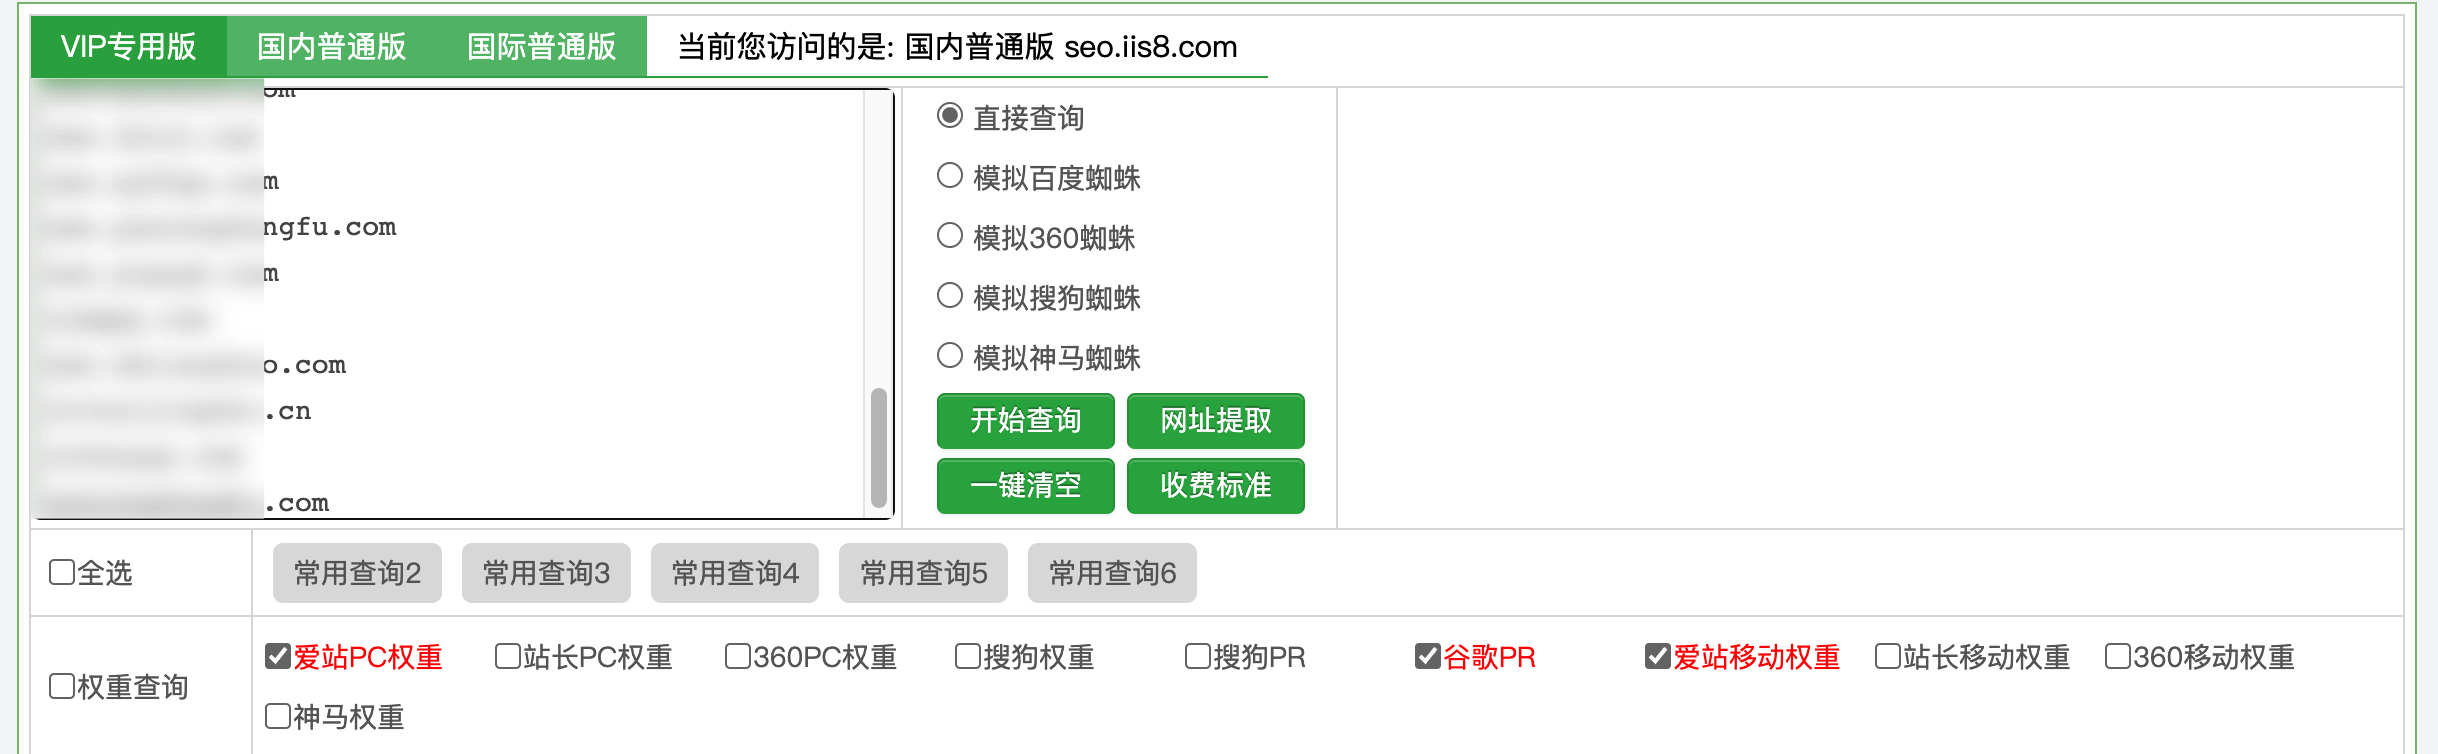 VIP专用版 国内普通版 国际普通版 当前您访问的是: 国内普通版 seo.iis8.com
m
ngfu.com
m
o.com
.cn
.com
直接查询
模拟百度蜘蛛
模拟360蜘蛛
模拟搜狗蜘蛛
模拟神马蜘蛛
开始查询 网址提取
一键清空 收费标准
全选 常用查询2 常用查询3 常用查询4 常用查询5 常用查询6
权重查询
爱站PC权重 站长PC权重 360PC权重 搜狗权重 搜狗PR 谷歌PR 爱站移动权重 站长移动权重 360移动权重
神马权重